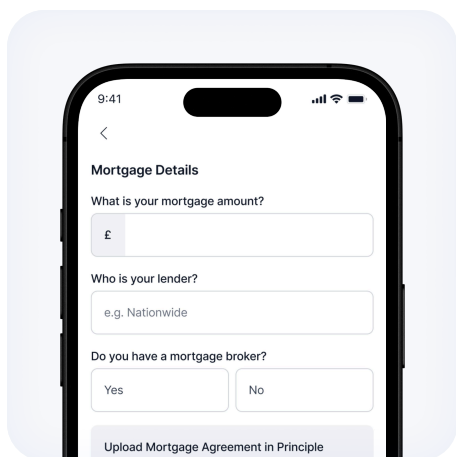 9:41
Mortgage Details
What is your mortgage amount?
£
Who is your lender?
e.g. Nationwide
Do you have a mortgage broker?
Yes No
Upload Mortgage Agreement in Principle